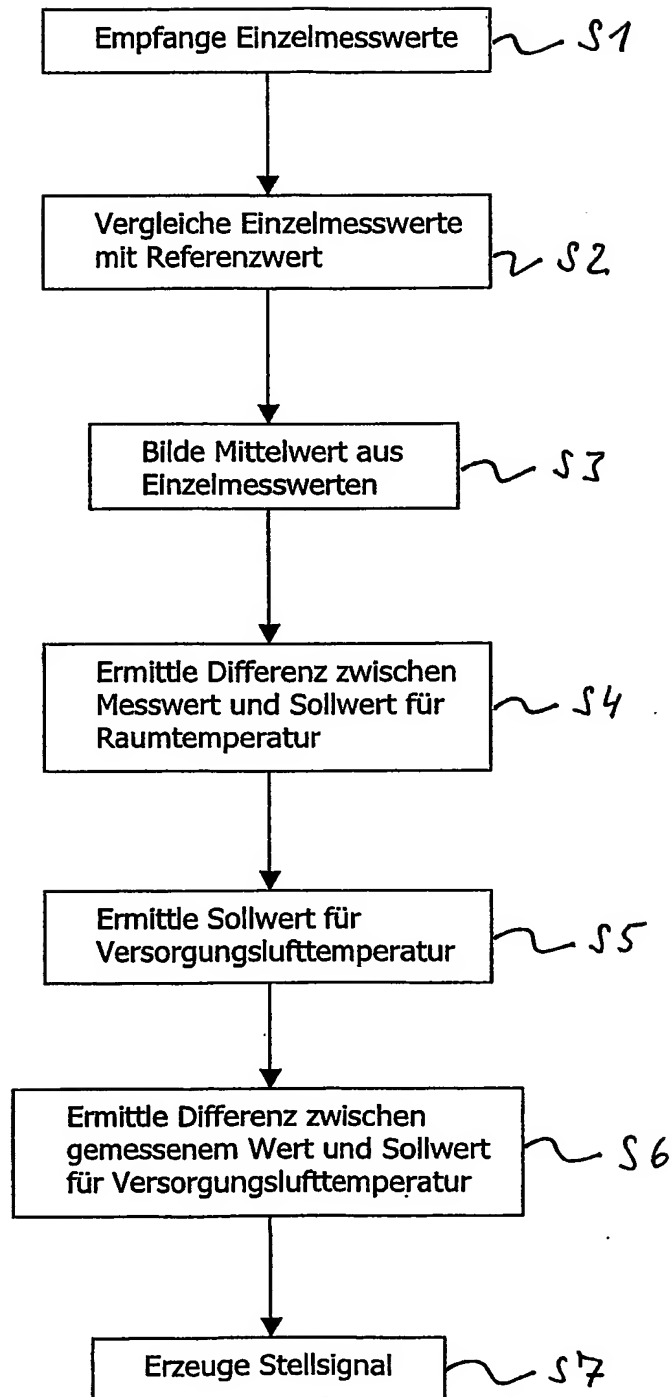 Empfange Einzelmesswerte
S1
Vergleiche Einzelmesswerte
mit Referenzwert
S2
Bilde Mittelwert aus
Einzelmesswerten
S3
Ermittle Differenz zwischen
Messwert und Sollwert für
Raumtemperatur
S4
Ermittle Sollwert für
Versorgungslufttemperatur
S5
Ermittle Differenz zwischen
gemessenem Wert und Sollwert
für Versorgungslufttemperatur
S6
Erzeuge Stellsignal
S7